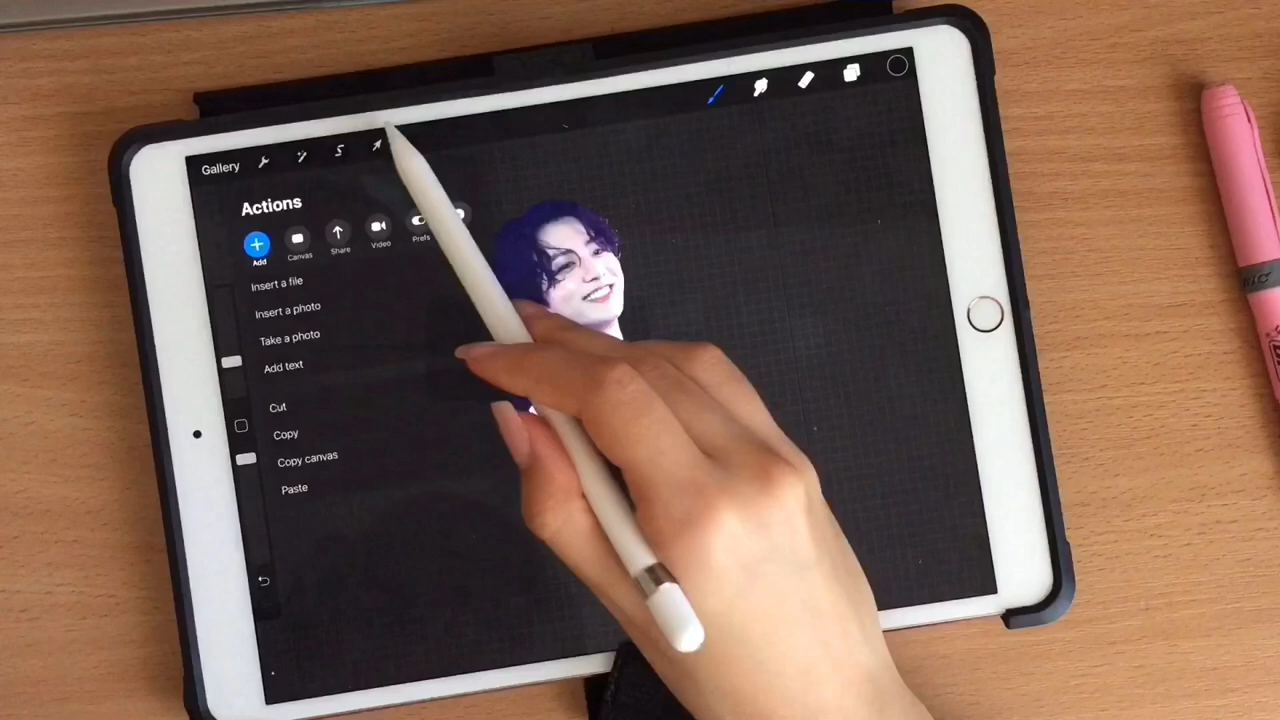 Gallery
Actions
Add
Canvas
Share
Video
Prefs
Insert a file
Insert a photo
Take a photo
Add text
Cut
Copy
Copy canvas
Paste
BIC